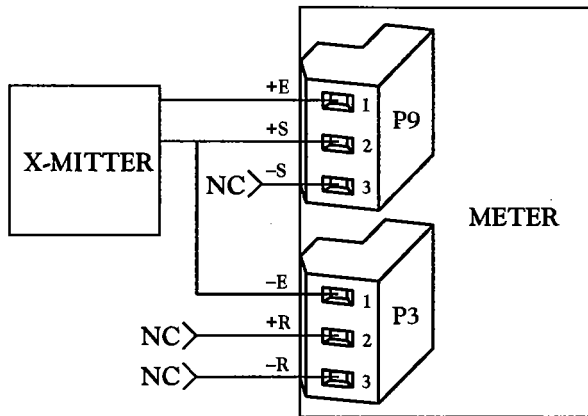 +E
1
X-MITTER
+S
2
P9
NC
–S
3
METER
–E
1
P3
NC
+R
2
NC
–R
3